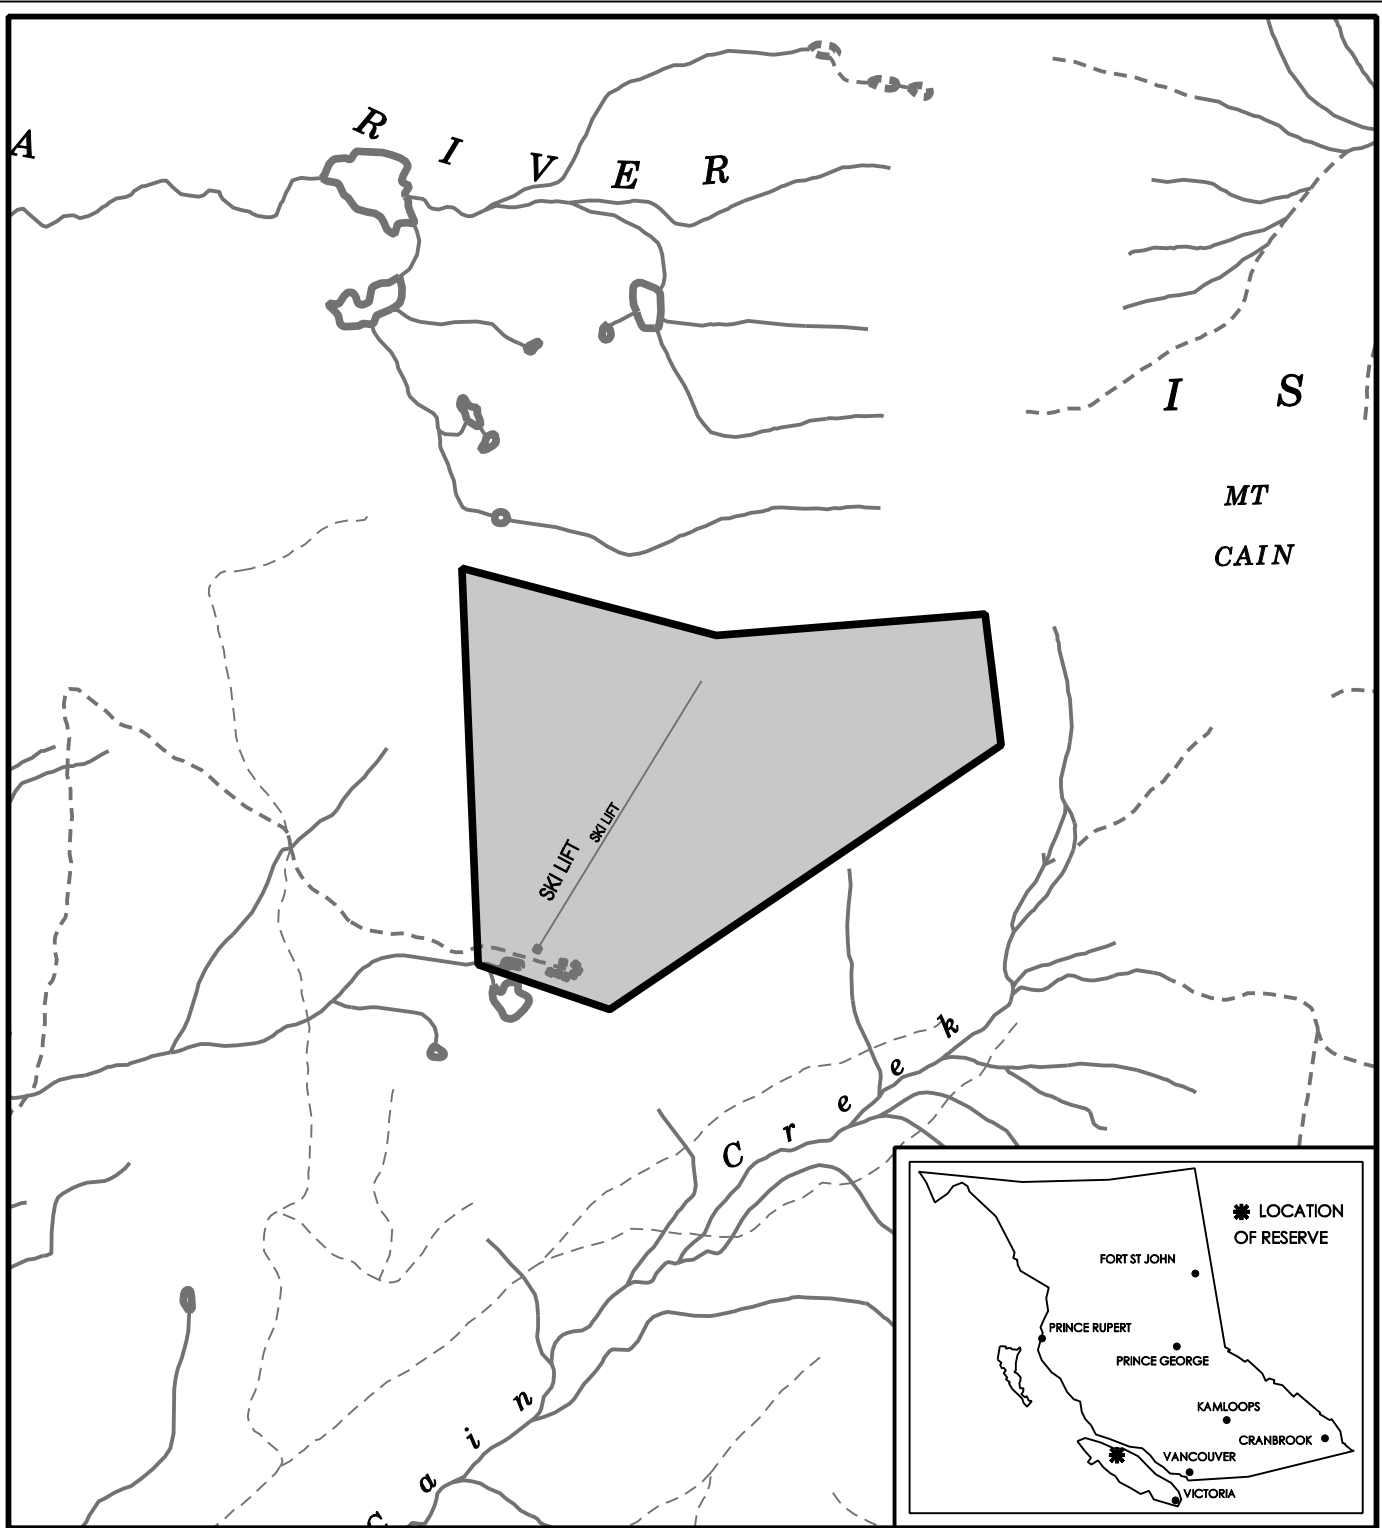 A R I V E R
I S
MT
CAIN
SKI LIFT
SKI LIFT
C a i n C r e e k
LOCATION
OF RESERVE
FORT ST JOHN
PRINCE RUPERT
PRINCE GEORGE
KAMLOOPS
CRANBROOK
VANCOUVER
VICTORIA